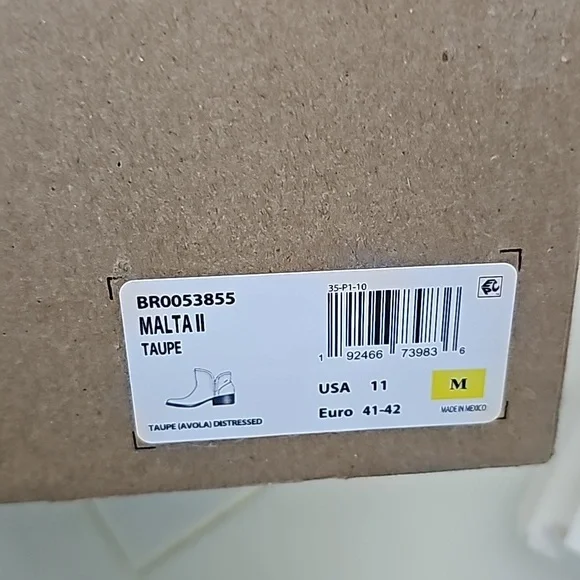 BR0053855
MALTA II
TAUPE
TAUPE (AVOLA) DISTRESSED
35-P1-10
1 92466 73983 6
USA 11
M
Euro 41-42
MADE IN MEXICO